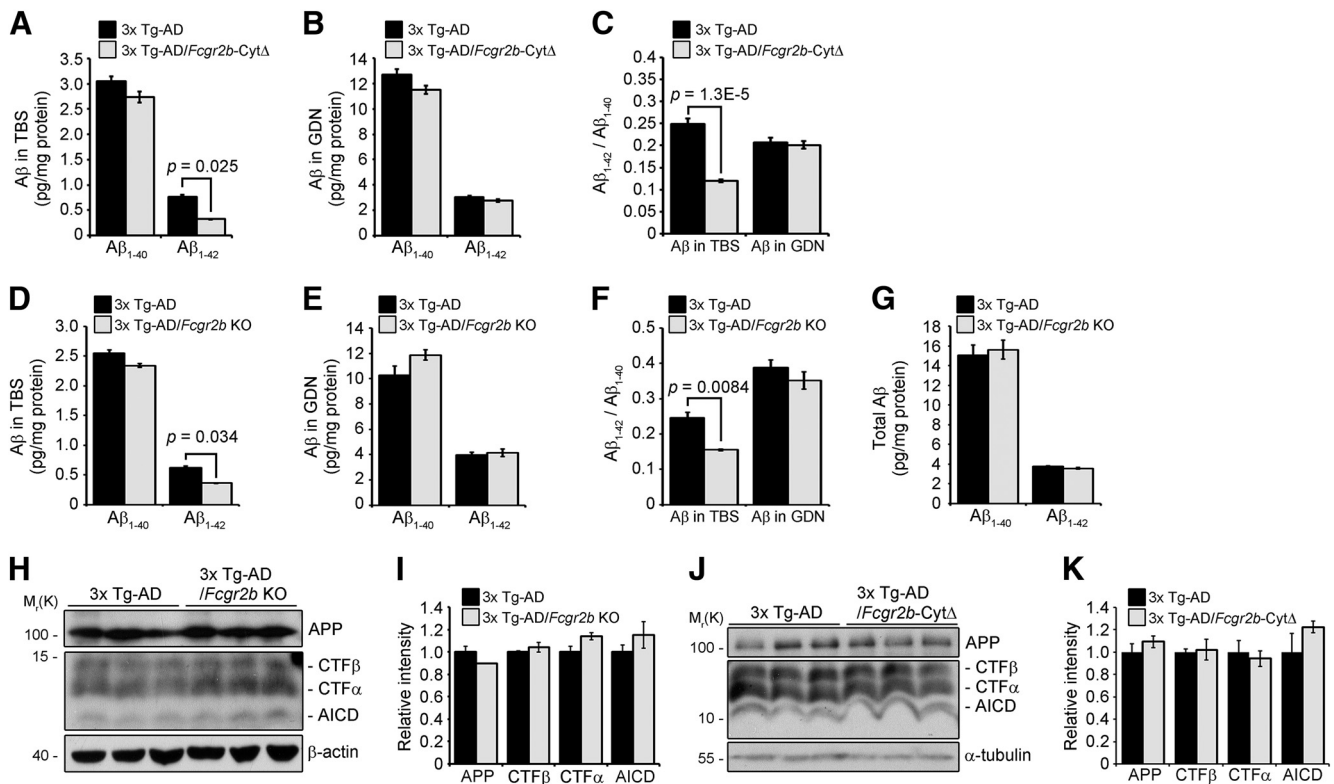 A
3x Tg-AD
3x Tg-AD/Fcgr2b-CytΔ
Aβ in TBS
(pg/mg protein)
3.5
3.0
2.5
2.0
1.5
1.0
0.5
0
p = 0.025
Aβ1-40
Aβ1-42
B
3x Tg-AD
3x Tg-AD/Fcgr2b-CytΔ
Aβ in GDN
(pg/mg protein)
14
12
10
8
6
4
2
0
Aβ1-40
Aβ1-42
C
3x Tg-AD
3x Tg-AD/Fcgr2b-CytΔ
Aβ1-42 / Aβ1-40
0.4
0.35
0.3
0.25
0.2
0.15
0.1
0.05
0
p = 1.3E-5
Aβ in TBS
Aβ in GDN
D
3x Tg-AD
3x Tg-AD/Fcgr2b KO
Aβ in TBS
(pg/mg protein)
3.0
2.5
2.0
1.5
1.0
0.5
0
p = 0.034
Aβ1-40
Aβ1-42
E
3x Tg-AD
3x Tg-AD/Fcgr2b KO
Aβ in GDN
(pg/mg protein)
14
12
10
8
6
4
2
0
Aβ1-40
Aβ1-42
F
3x Tg-AD
3x Tg-AD/Fcgr2b KO
Aβ1-42 / Aβ1-40
0.5
0.4
0.3
0.2
0.1
0
p = 0.0084
Aβ in TBS
Aβ in GDN
G
3x Tg-AD
3x Tg-AD/Fcgr2b KO
Total Aβ
(pg/mg protein)
18
16
14
12
10
8
6
4
2
0
Aβ1-40
Aβ1-42
H
3x Tg-AD
3x Tg-AD
/Fcgr2b KO
Mr(K)
100 -
15 -
40 -
APP
- CTFβ
- CTFα
- AICD
β-actin
I
3x Tg-AD
3x Tg-AD/Fcgr2b KO
Relative intensity
1.4
1.2
1.0
0.8
0.6
0.4
0.2
0
APP
CTFβ
CTFα
AICD
J
3x Tg-AD
3x Tg-AD
/Fcgr2b-CytΔ
Mr(K)
100 -
10 -
55 -
APP
- CTFβ
- CTFα
- AICD
α-tubulin
K
3x Tg-AD
3x Tg-AD/Fcgr2b-CytΔ
Relative intensity
1.4
1.2
1.0
0.8
0.6
0.4
0.2
0
APP
CTFβ
CTFα
AICD